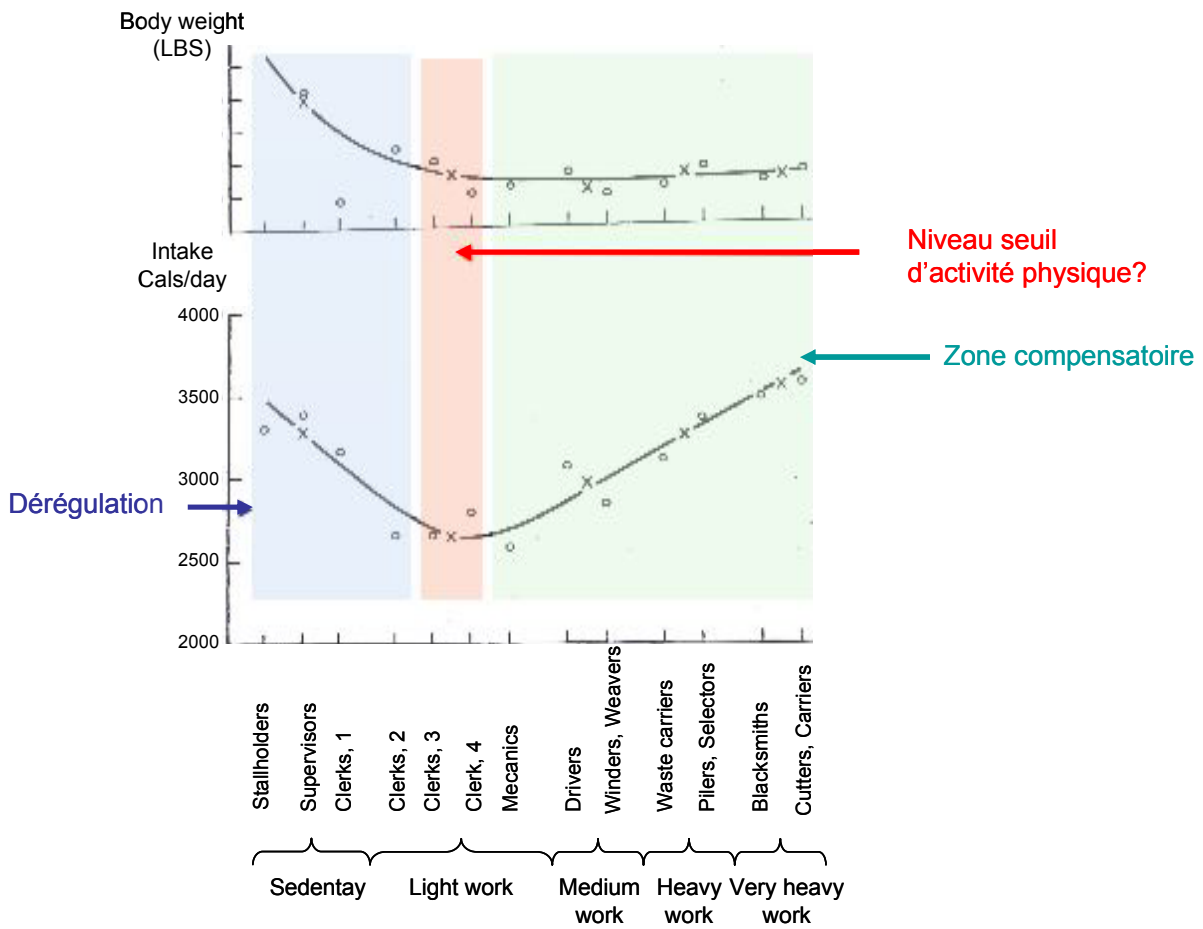 Body weight
(LBS)
Intake
Cals/day
Niveau seuil
d'activité physique?
4000
Zone compensatoire
3500
3000
Dérégulation
2500
2000
Stallholders
Supervisors
Clerks, 1
Clerks, 2
Clerks, 3
Clerk, 4
Mecanics
Drivers
Winders, Weavers
Waste carriers
Pilers, Selectors
Blacksmiths
Cutters, Carriers
Sedentay
Light work
Medium
work
Heavy
work
Very heavy
work